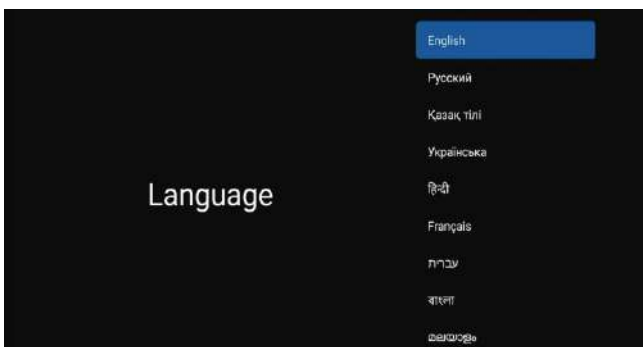 English
Русский
Қазақ тілі
Українська
Language
हिन्दी
Français
עברית
বাংলা
മലയാളം